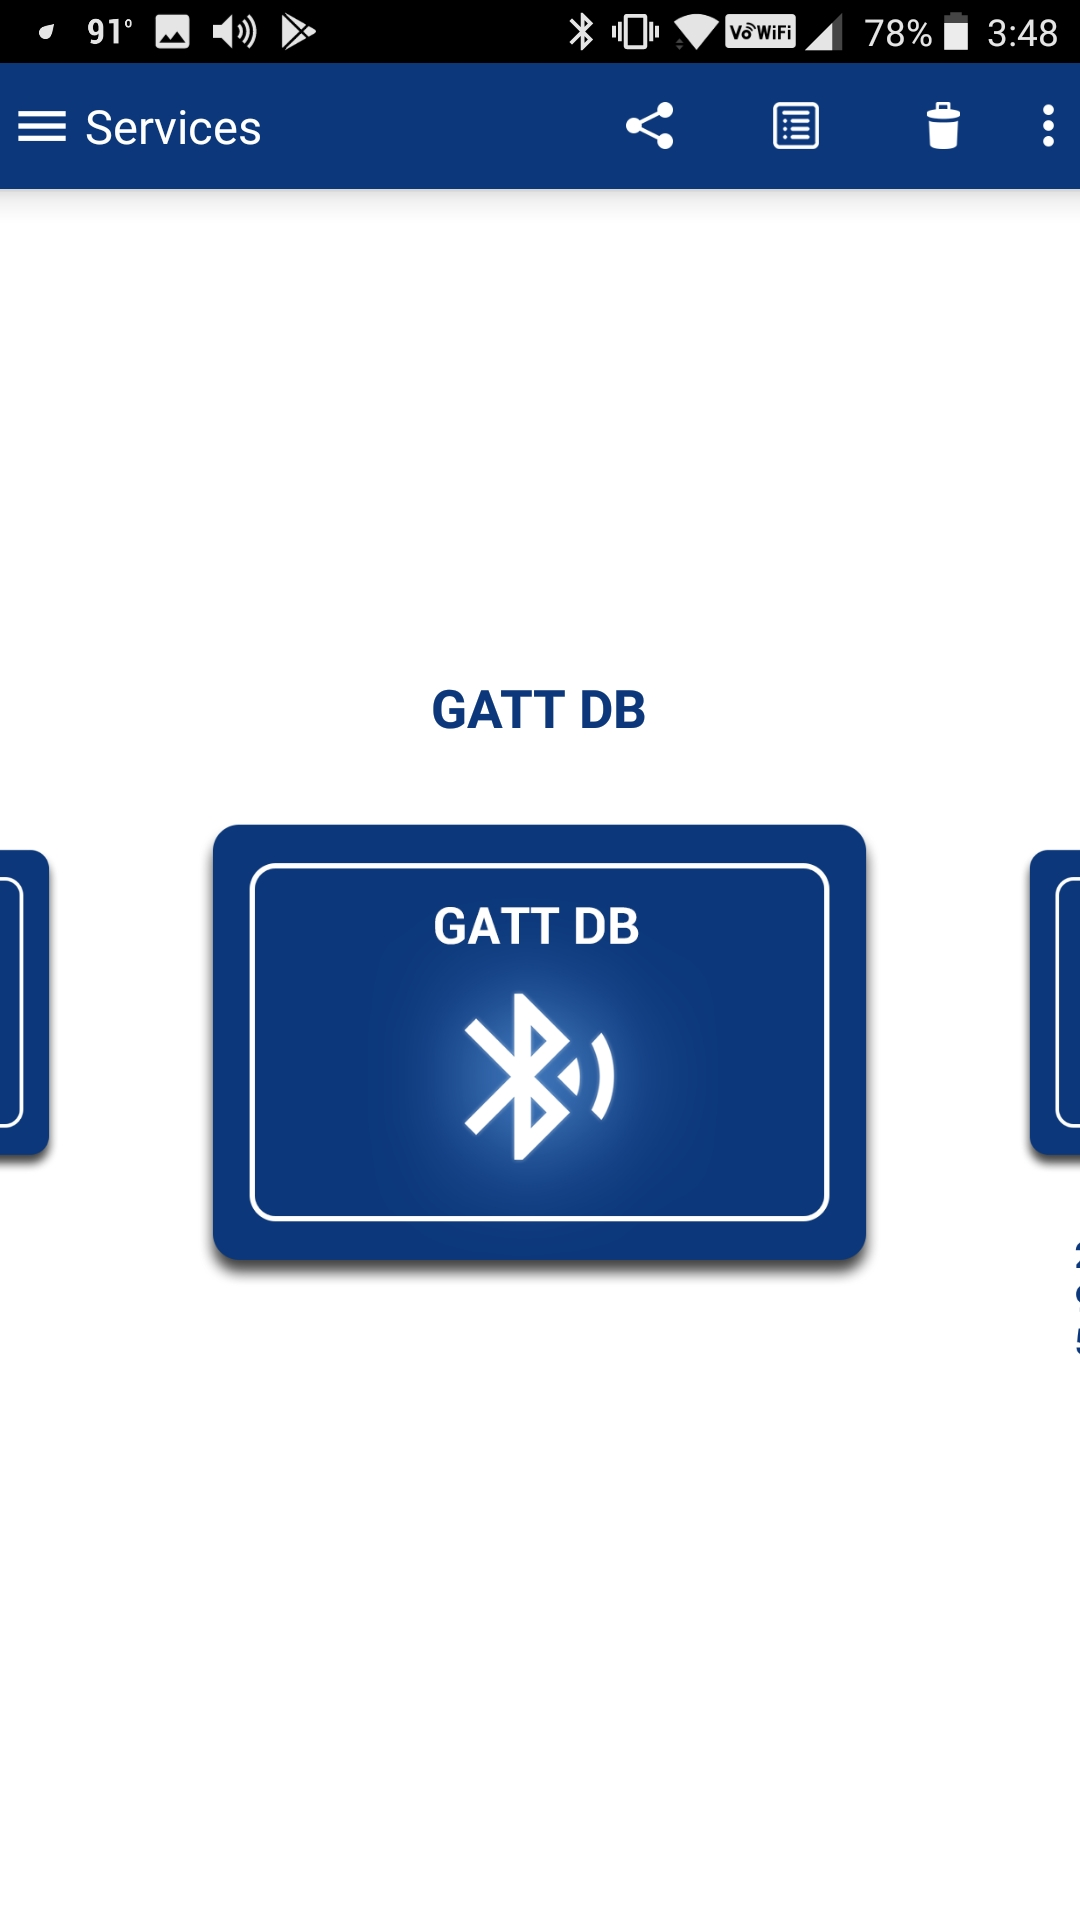 91° VoWiFi 78% 3:48
Services
GATT DB
GATT DB